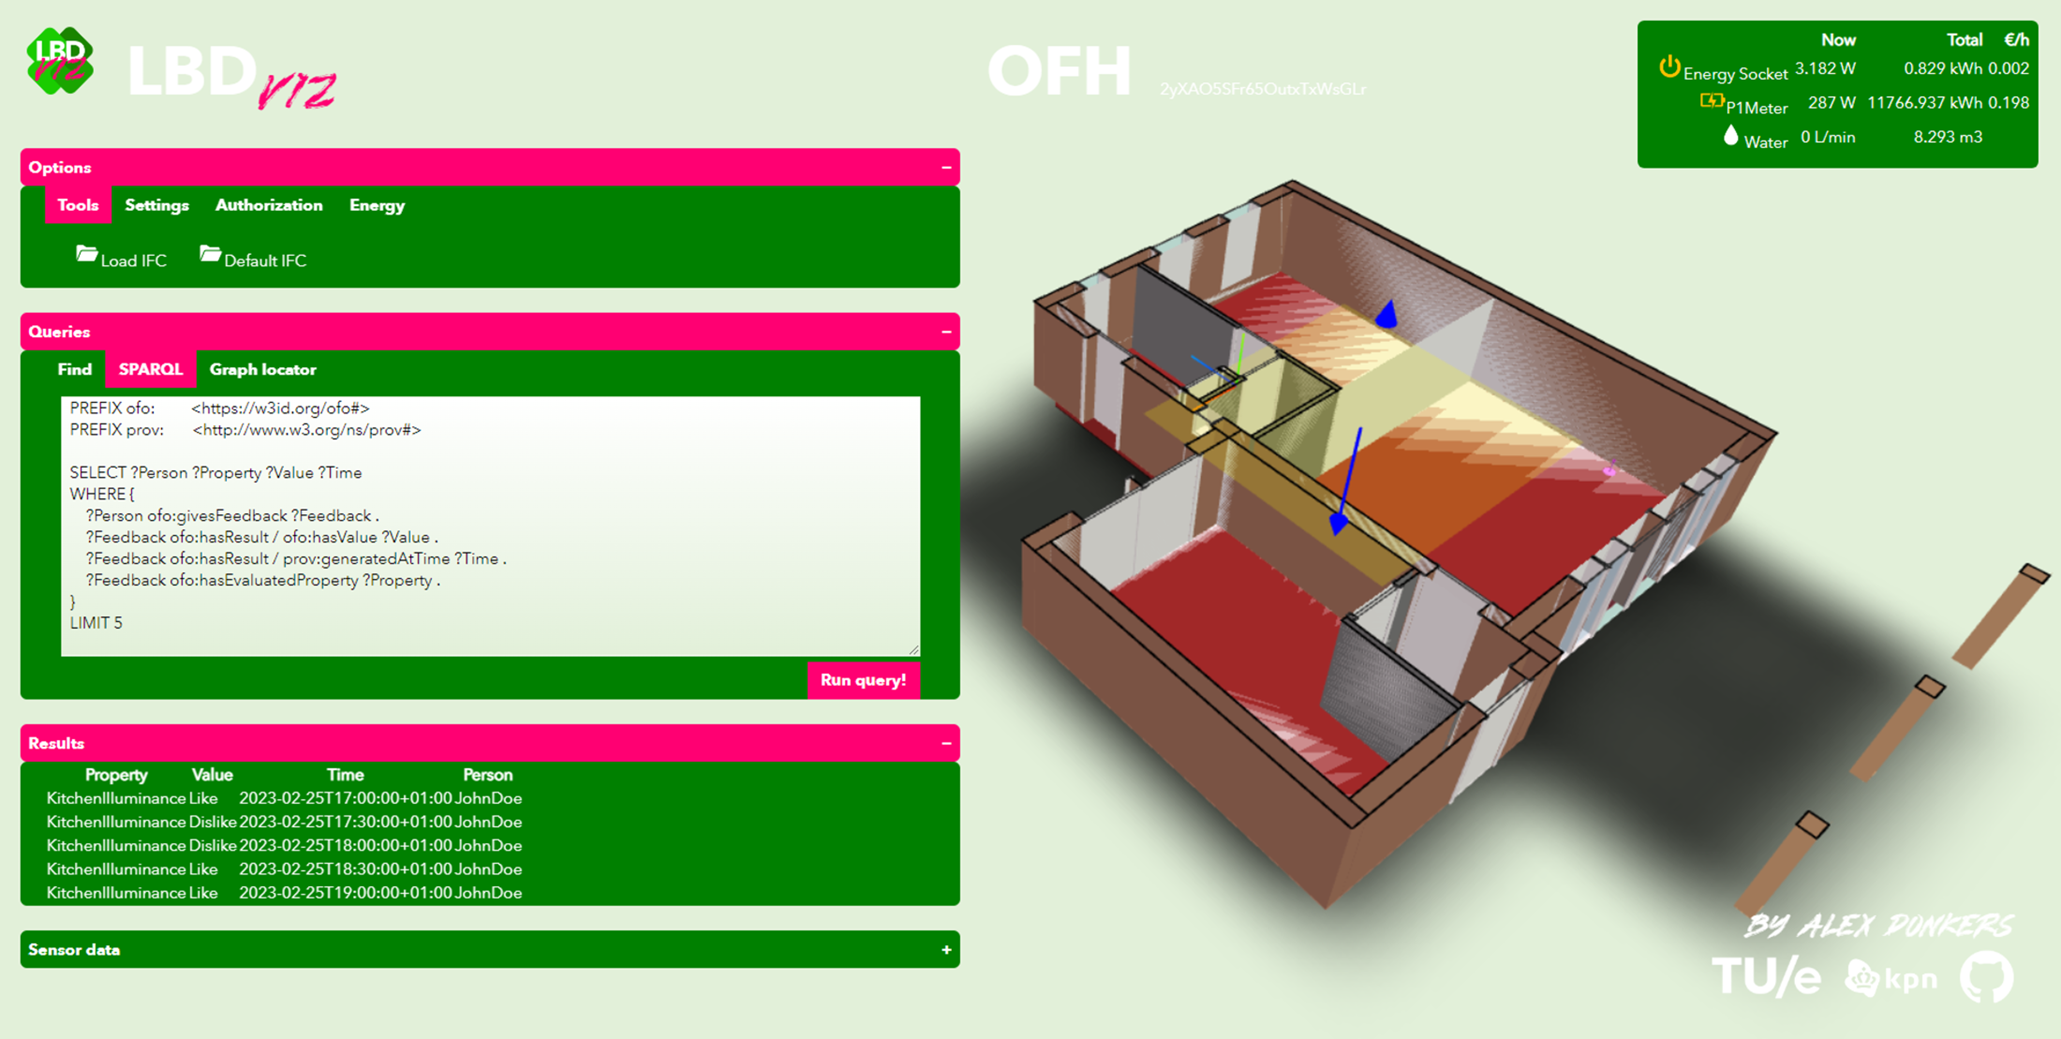 LBD
viz
LBD viz
OFH 2yXAO5SFr65OutxTxWsGLr
Now Total €/h
Energy Socket 3.182 W 0.829 kWh 0.002
P1Meter 287 W 11766.937 kWh 0.198
Water 0 L/min 8.293 m3
Options −
Tools Settings Authorization Energy
Load IFC Default IFC
Queries −
Find SPARQL Graph locator
PREFIX ofo: <https://w3id.org/ofo#>
PREFIX prov: <http://www.w3.org/ns/prov#>
SELECT ?Person ?Property ?Value ?Time
WHERE {
?Person ofo:givesFeedback ?Feedback .
?Feedback ofo:hasResult / ofo:hasValue ?Value .
?Feedback ofo:hasResult / prov:generatedAtTime ?Time .
?Feedback ofo:hasEvaluatedProperty ?Property .
}
LIMIT 5
Run query!
Results −
Property Value Time Person
KitchenIlluminance Like 2023-02-25T17:00:00+01:00 JohnDoe
KitchenIlluminance Dislike 2023-02-25T17:30:00+01:00 JohnDoe
KitchenIlluminance Dislike 2023-02-25T18:00:00+01:00 JohnDoe
KitchenIlluminance Like 2023-02-25T18:30:00+01:00 JohnDoe
KitchenIlluminance Like 2023-02-25T19:00:00+01:00 JohnDoe
Sensor data +
BY ALEX DONKERS
TU/e kpn